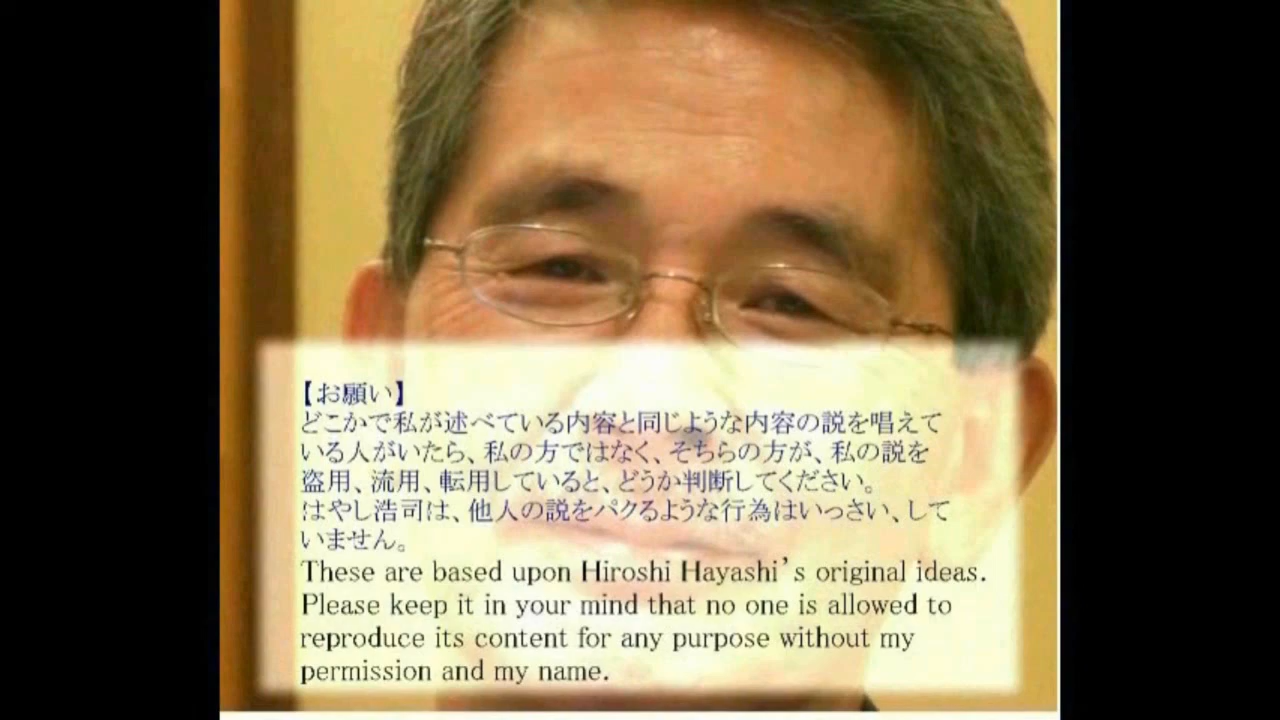 【お願い】
どこかで私が述べている内容と同じような内容の説を唱えて
いる人がいたら、私の方ではなく、そちらの方が、私の説を
盗用、流用、転用していると、どうか判断してください。
はやし浩司は、他人の説をパクるような行為はいっさい、して
いません。
These are based upon Hiroshi Hayashi’s original ideas.
Please keep it in your mind that no one is allowed to
reproduce its content for any purpose without my
permission and my name.